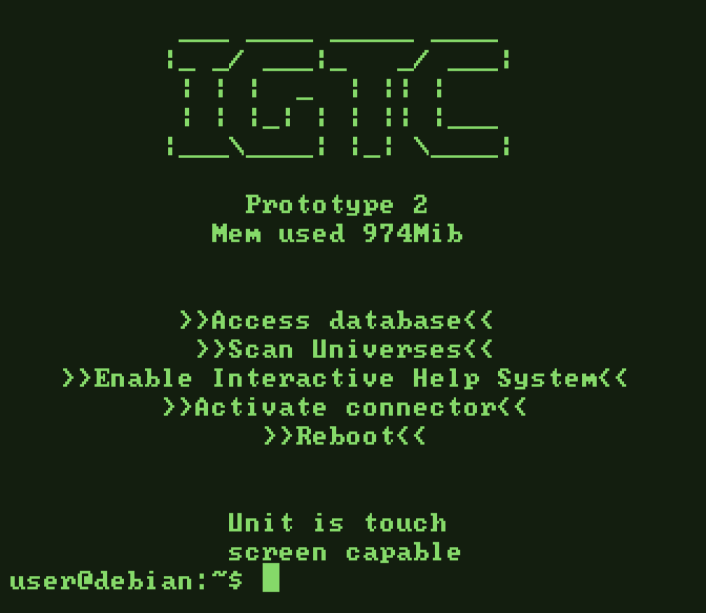 IGTC
Prototype 2
Mem used 974Mib
>>Access database<<
>>Scan Universes<<
>>Enable Interactive Help System<<
>>Activate connector<<
>>Reboot<<
Unit is touch
screen capable
user@debian:~$